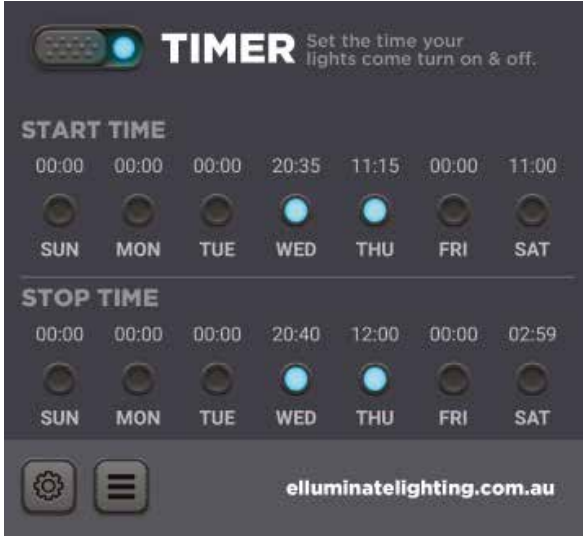 TIMER
Set the time your
lights come turn on & off.
START TIME
00:00 00:00 00:00 20:35 11:15 00:00 11:00
SUN MON TUE WED THU FRI SAT
STOP TIME
00:00 00:00 00:00 20:40 12:00 00:00 02:59
SUN MON TUE WED THU FRI SAT
elluminatelighting.com.au